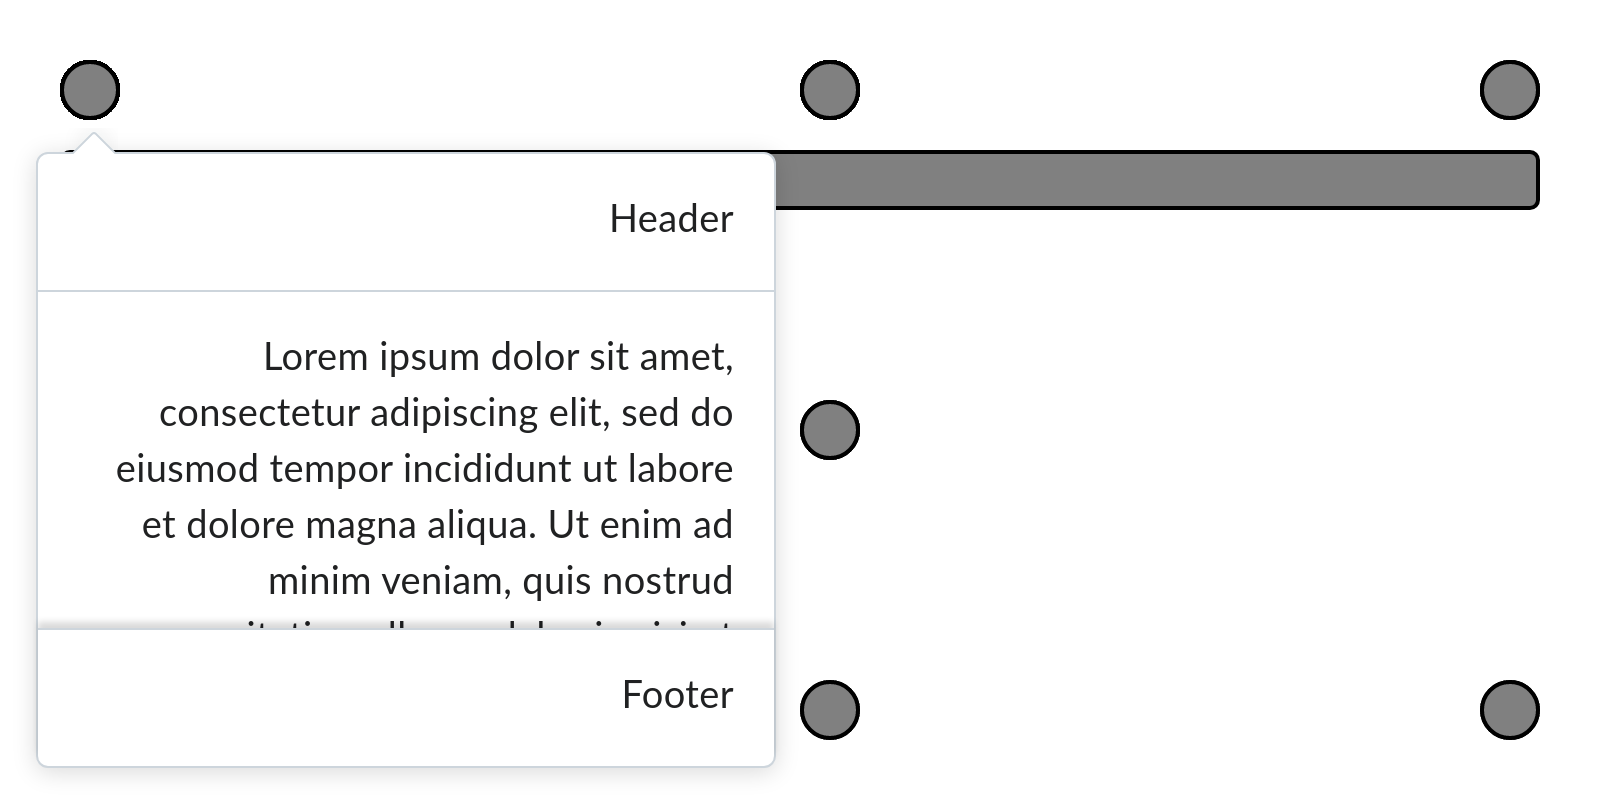 Header
Lorem ipsum dolor sit amet,
consectetur adipiscing elit, sed do
eiusmod tempor incididunt ut labore
et dolore magna aliqua. Ut enim ad
minim veniam, quis nostrud
Footer